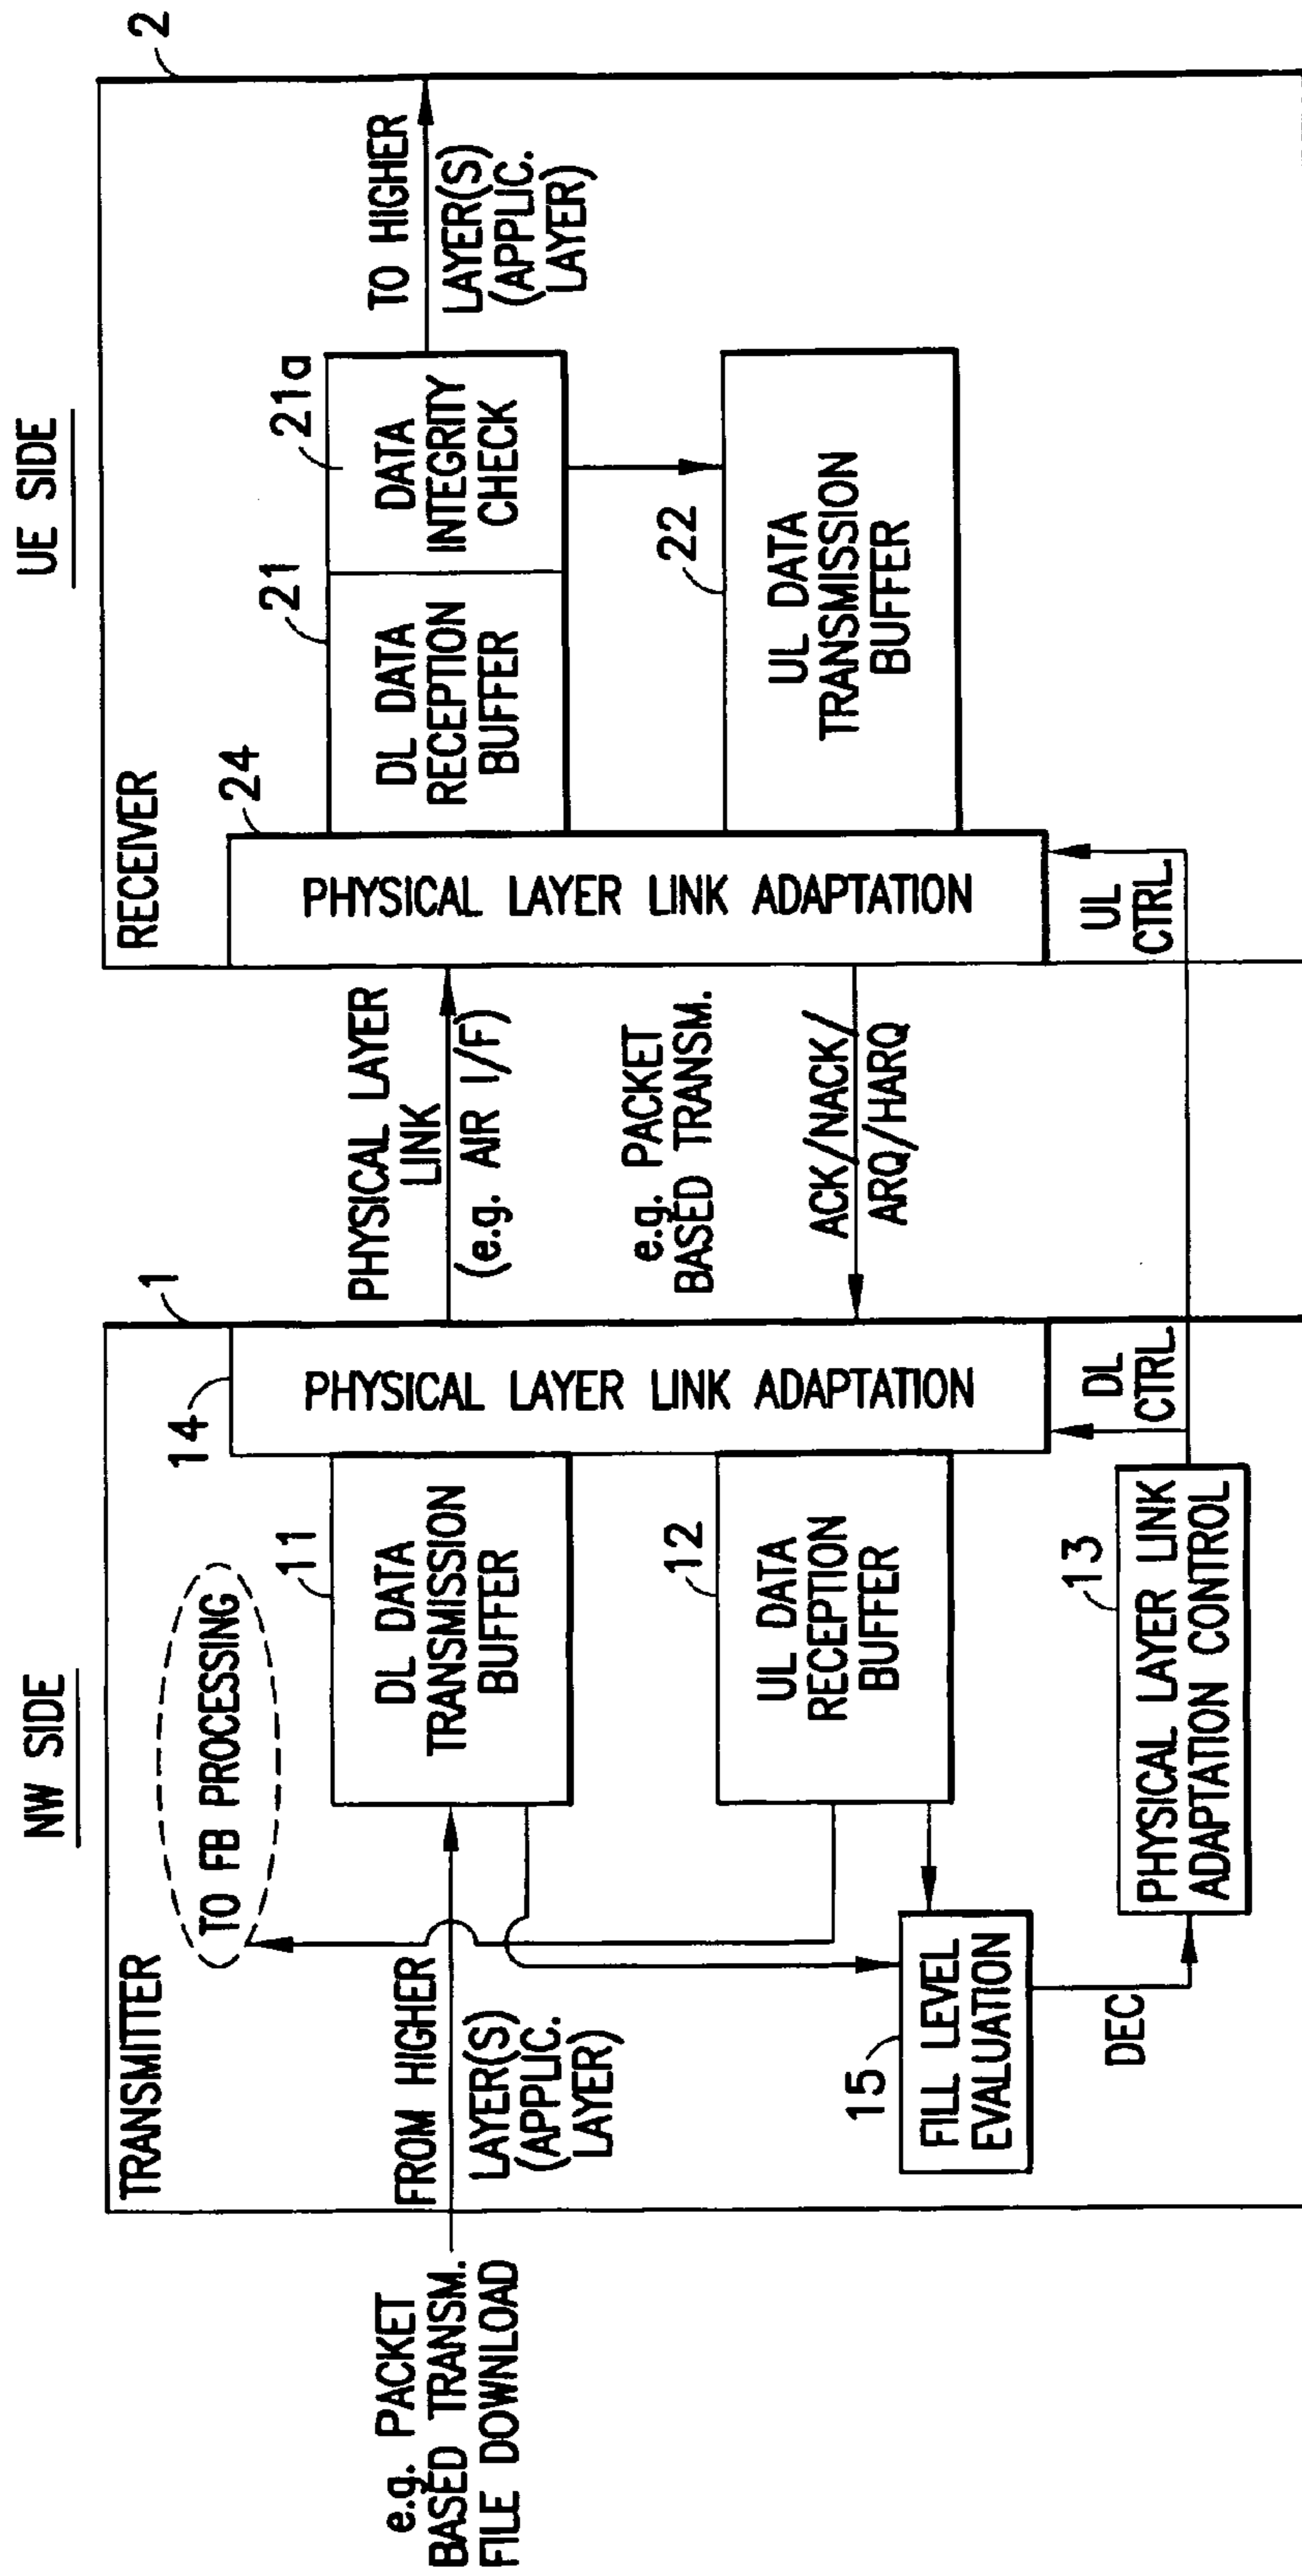 NW SIDE
UE SIDE
TRANSMITTER
1
TO FB PROCESSING
14
e.g. PACKET
BASED TRANSM.
FILE DOWNLOAD
FROM HIGHER
LAYER(S)
(APPLIC.
LAYER)
11
DL DATA
TRANSMISSION
BUFFER
12
UL DATA
RECEPTION
BUFFER
PHYSICAL LAYER LINK ADAPTATION
15
FILL LEVEL
EVALUATION
DEC
13
PHYSICAL LAYER LINK
ADAPTATION CONTROL
DL
CTRL.
PHYSICAL LAYER
LINK
(e.g. AIR I/F)
e.g. PACKET
BASED TRANSM.
ACK/NACK/
ARQ/HARQ
RECEIVER
2
24
PHYSICAL LAYER LINK ADAPTATION
UL
CTRL.
21
DL DATA
RECEPTION
BUFFER
21a
DATA
INTEGRITY
CHECK
TO HIGHER
LAYER(S)
(APPLIC.
LAYER)
22
UL DATA
TRANSMISSION
BUFFER